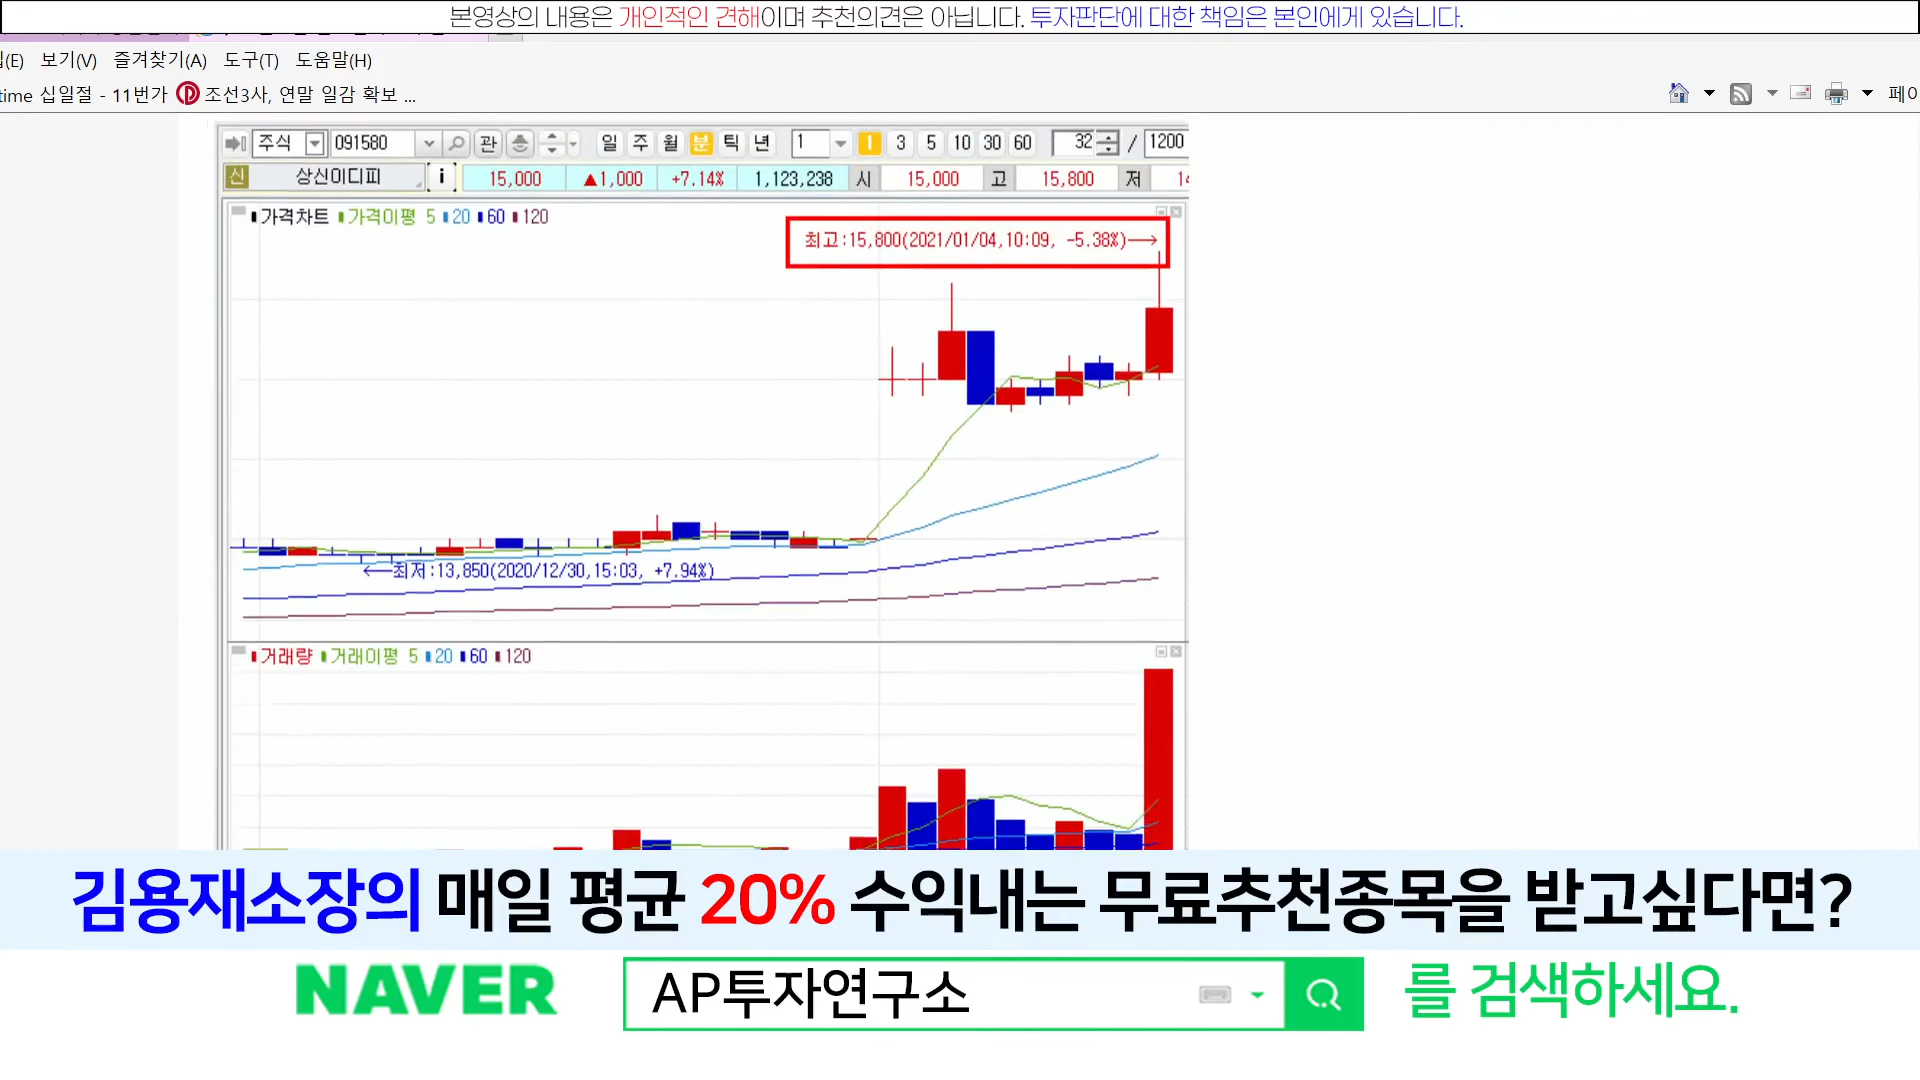 본영상의 내용은 개인적인 견해이며 추천의견은 아닙니다. 투자판단에 대한 책임은 본인에게 있습니다.
(E) 보기(V) 즐겨찾기(A) 도구(T) 도움말(H)
time 십일절 - 11번가 조선3사, 연말 일감 확보 ...
주식 091580 관 일 주 월 분 틱 년 1 1 3 5 10 30 60 32 / 1200
신 상신이디피 i 15,000 ▲1,000 +7.14% 1,123,238 시 15,000 고 15,800 저
가격차트 가격이평 5 20 60 120
최고:15,800(2021/01/04,10:09, -5.38%)→
←최저:13,850(2020/12/30,15:03, +7.94%)
거래량 거래이평 5 20 60 120
김용재소장의 매일 평균 20% 수익내는 무료추천종목을 받고싶다면?
NAVER AP투자연구소 를 검색하세요.